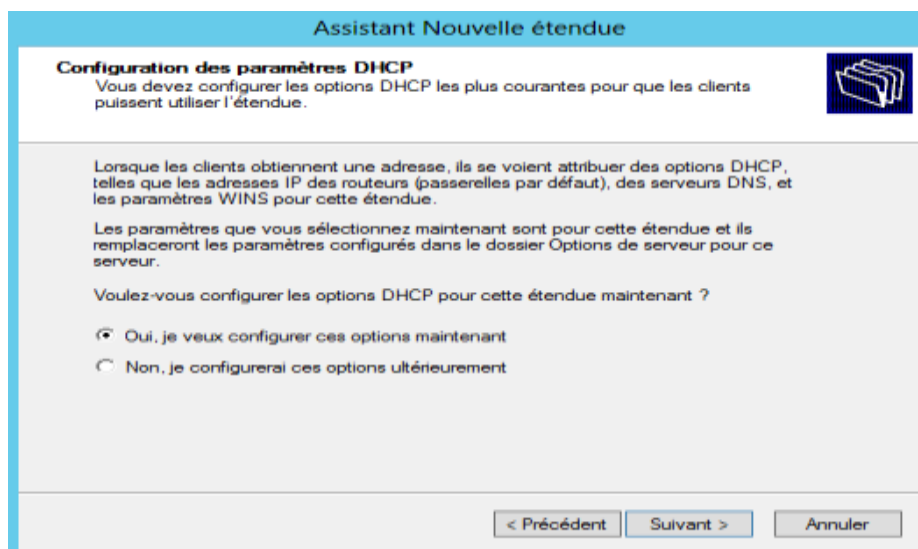 Assistant Nouvelle étendue
Configuration des paramètres DHCP
Vous devez configurer les options DHCP les plus courantes pour que les clients
puissent utiliser l'étendue.
Lorsque les clients obtiennent une adresse, ils se voient attribuer des options DHCP,
telles que les adresses IP des routeurs (passerelles par défaut), des serveurs DNS, et
les paramètres WINS pour cette étendue.
Les paramètres que vous sélectionnez maintenant sont pour cette étendue et ils
remplaceront les paramètres configurés dans le dossier Options de serveur pour ce
serveur.
Voulez-vous configurer les options DHCP pour cette étendue maintenant ?
Oui, je veux configurer ces options maintenant
Non, je configurerai ces options ultérieurement
< Précédent Suivant > Annuler